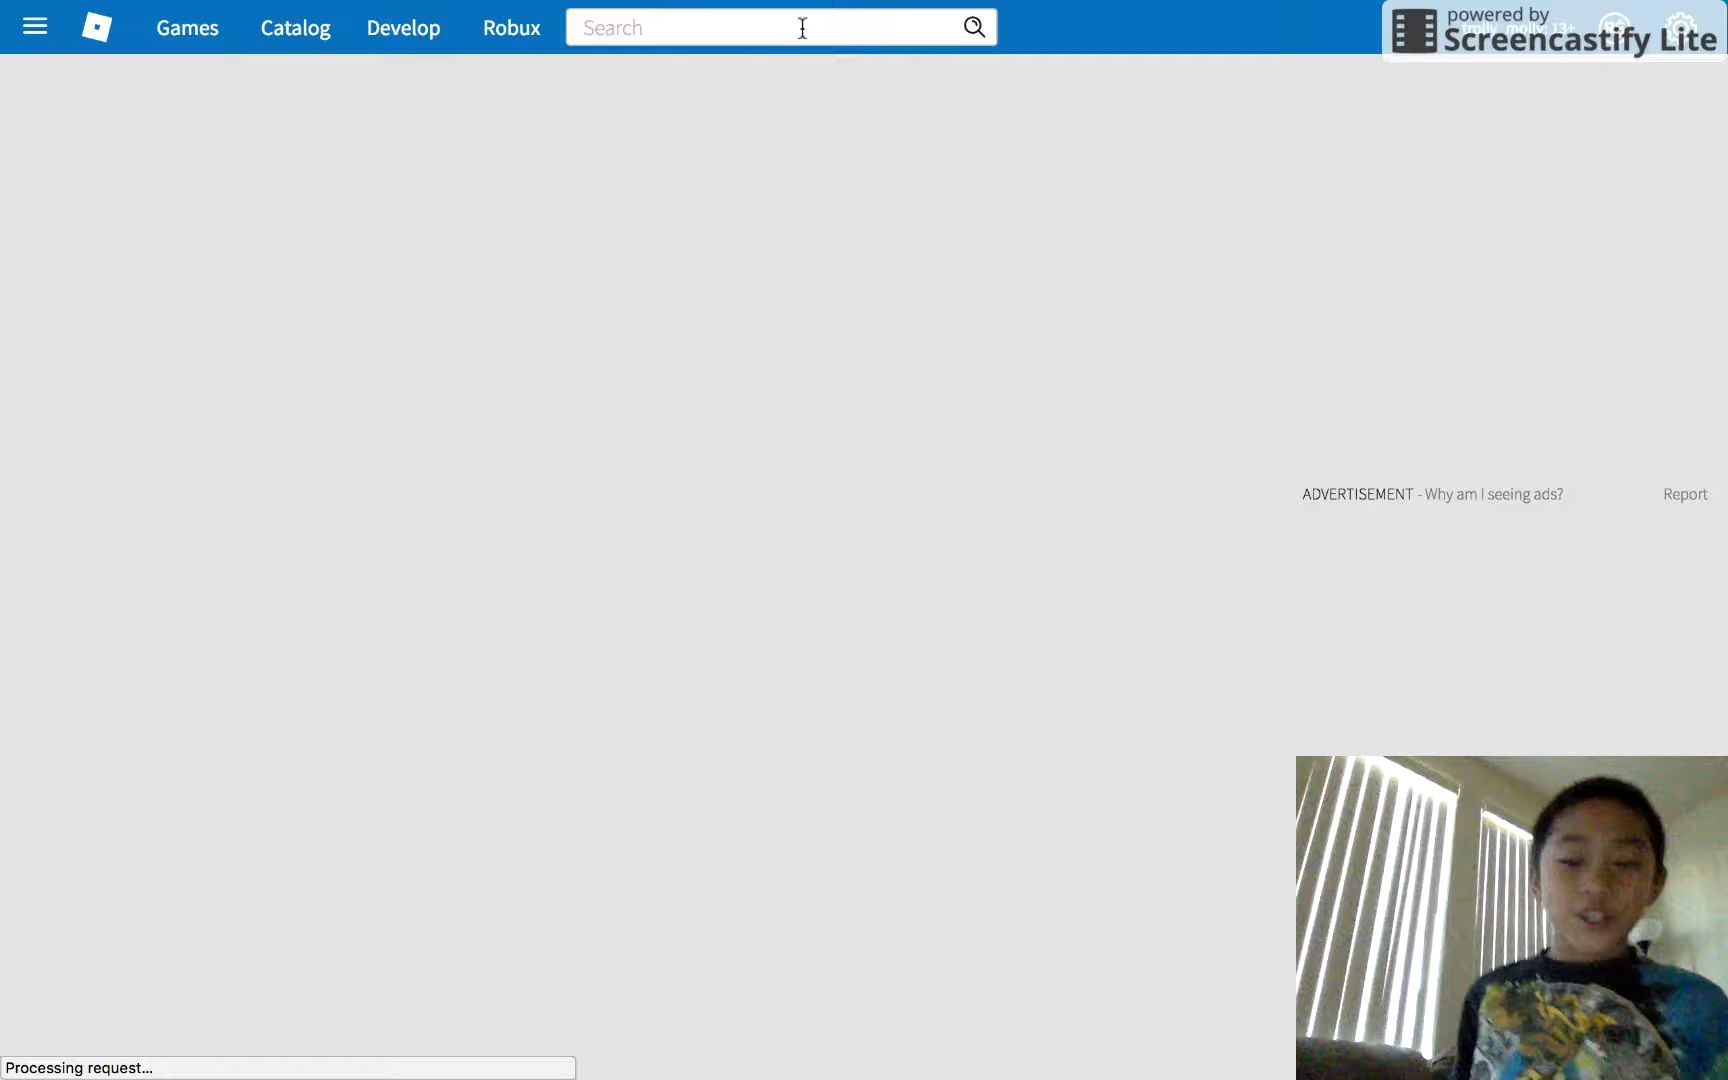 Games Catalog Develop Robux Search
powered by
Screencastify Lite
ADVERTISEMENT - Why am I seeing ads? Report
Processing request...